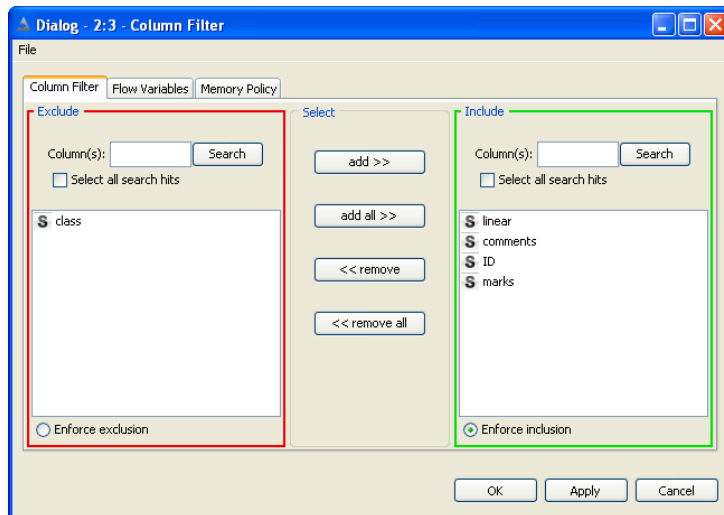 Dialog - 2:3 - Column Filter
File
Column Filter
Flow Variables
Memory Policy
Exclude
Column(s):
Search
Select all search hits
S class
Enforce exclusion
Select
add >>
add all >>
<< remove
<< remove all
Include
Column(s):
Search
Select all search hits
S linear
S comments
S ID
S marks
Enforce inclusion
OK
Apply
Cancel